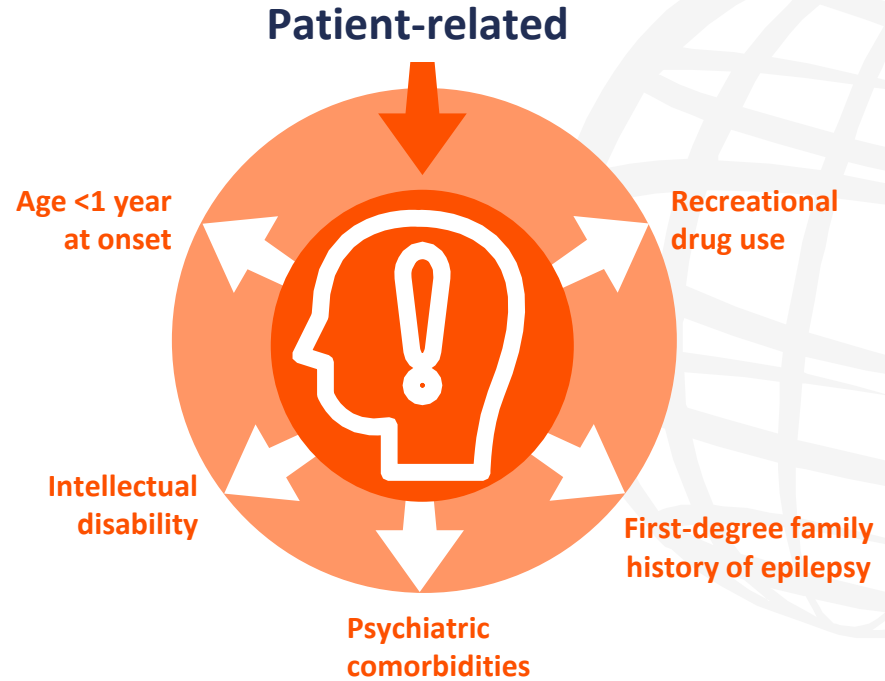 Patient-related
Age <1 year
at onset
Recreational
drug use
Intellectual
disability
First-degree family
history of epilepsy
Psychiatric
comorbidities